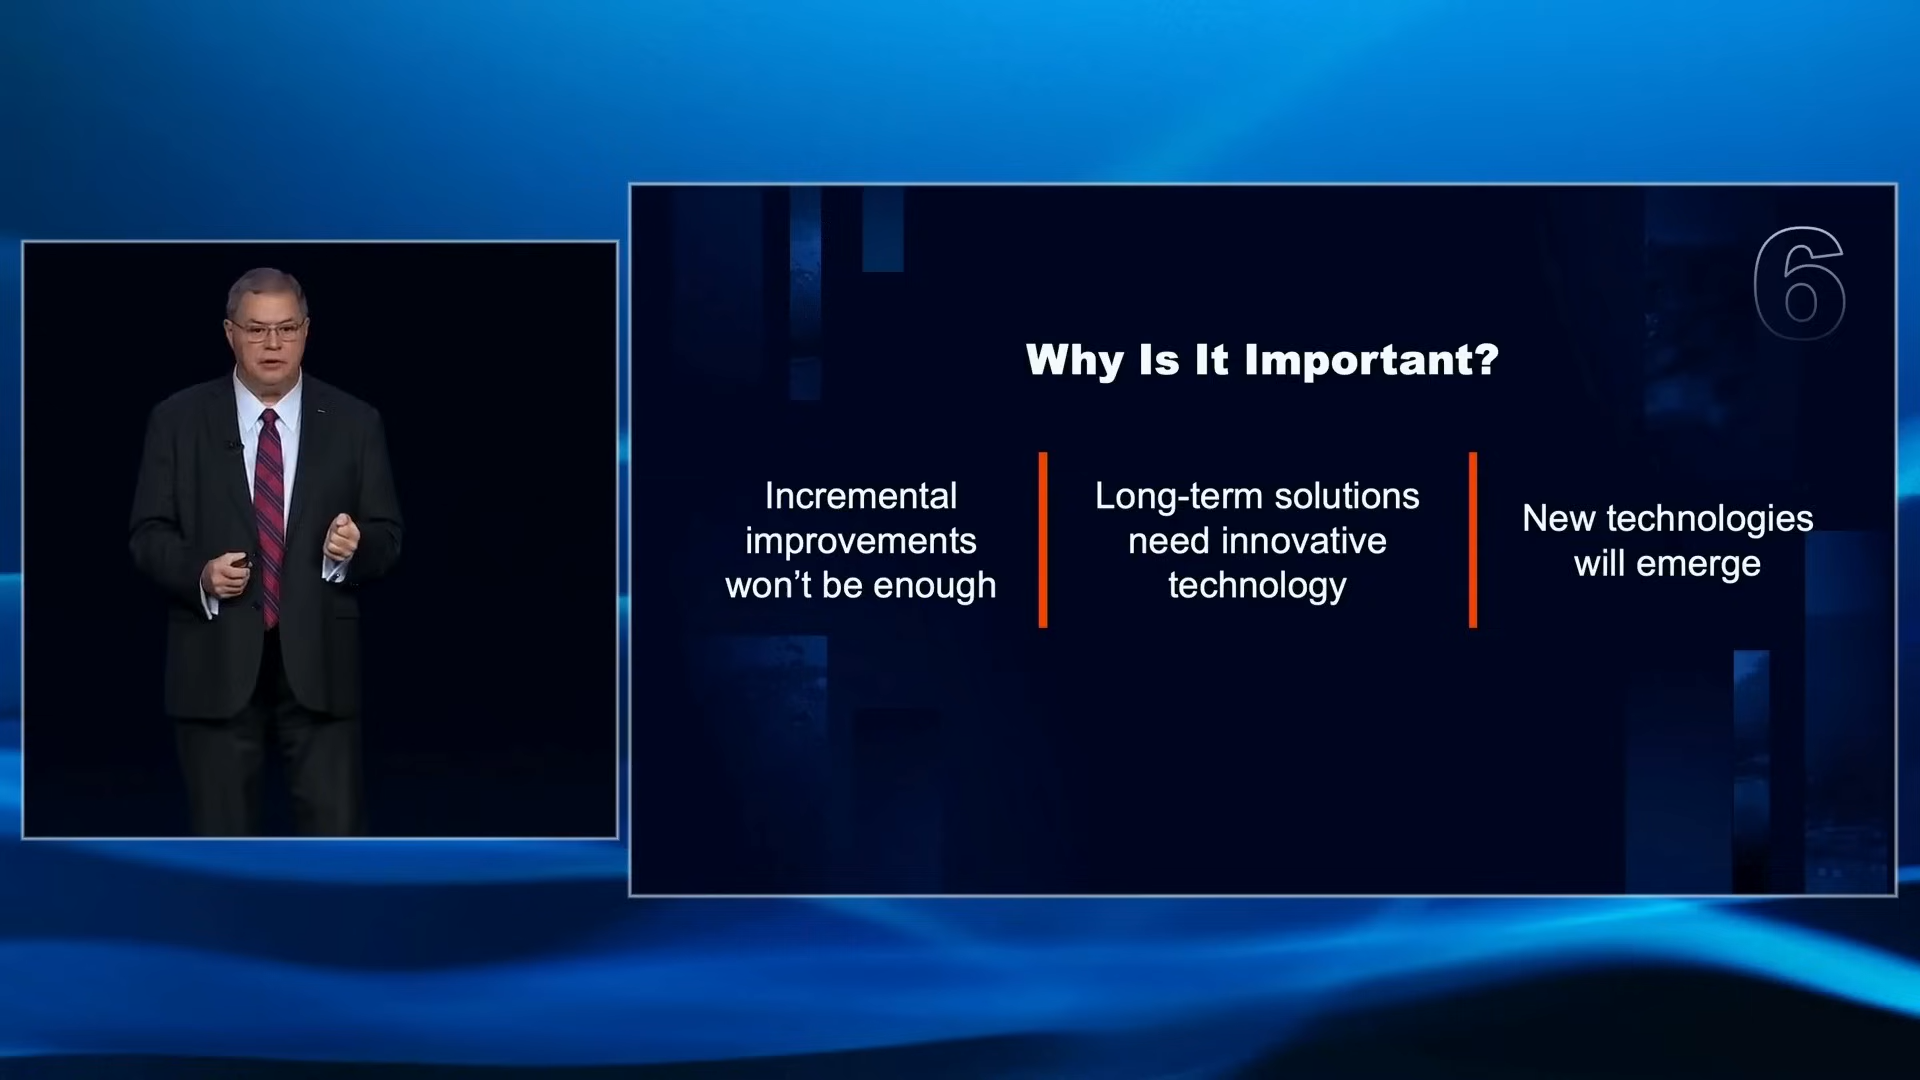 6
Why Is It Important?
Incremental
improvements
won't be enough
Long-term solutions
need innovative
technology
New technologies
will emerge